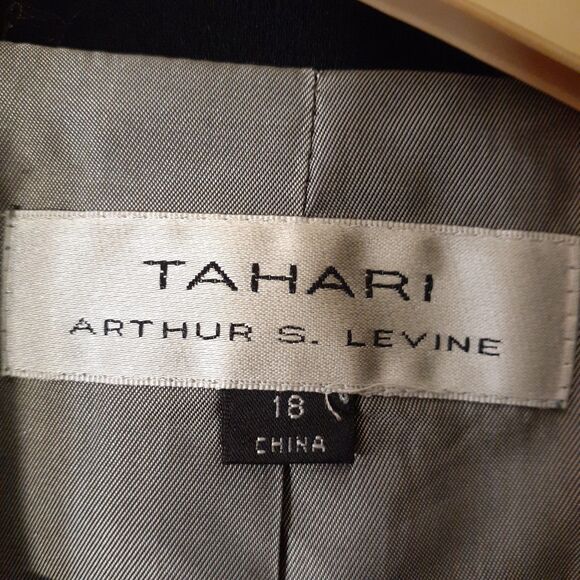 TAHARI
ARTHUR S. LEVINE
18
CHINA